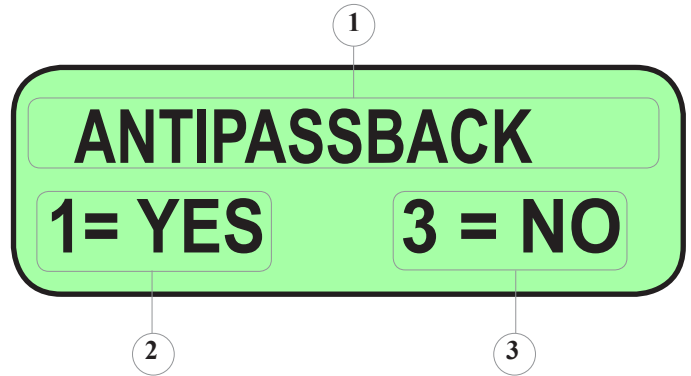 1
ANTIPASSBACK
1= YES 3 = NO
2 3